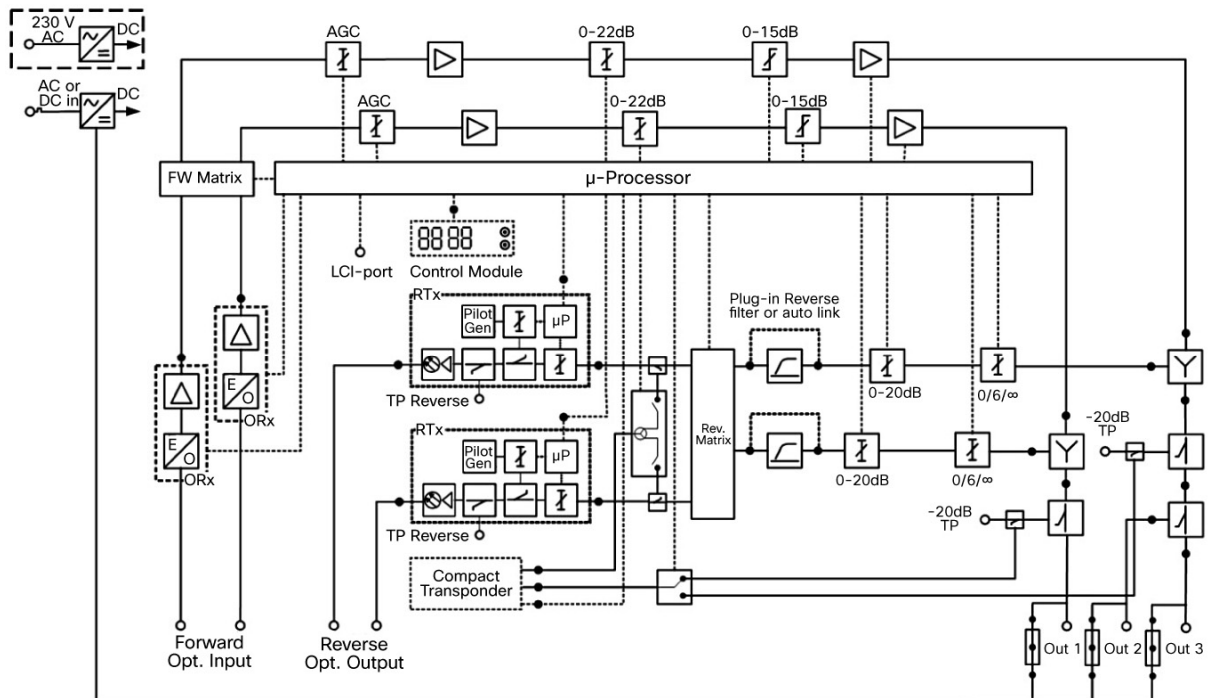 230 V
AC
DC
AC or
DC in
DC
AGC
0-22dB
0-15dB
AGC
0-22dB
0-15dB
FW Matrix
μ-Processor
LCI-port
88 88
Control Module
RTx
Pilot
Gen
μP
TP Reverse
Plug-in Reverse
filter or auto link
0-20dB
0/6/∞
E
O
ORx
E
O
ORx
RTx
Pilot
Gen
μP
TP Reverse
Rev.
Matrix
0-20dB
0/6/∞
-20dB
TP
-20dB
TP
Compact
Transponder
Forward
Opt. Input
Reverse
Opt. Output
Out 1
Out 2
Out 3